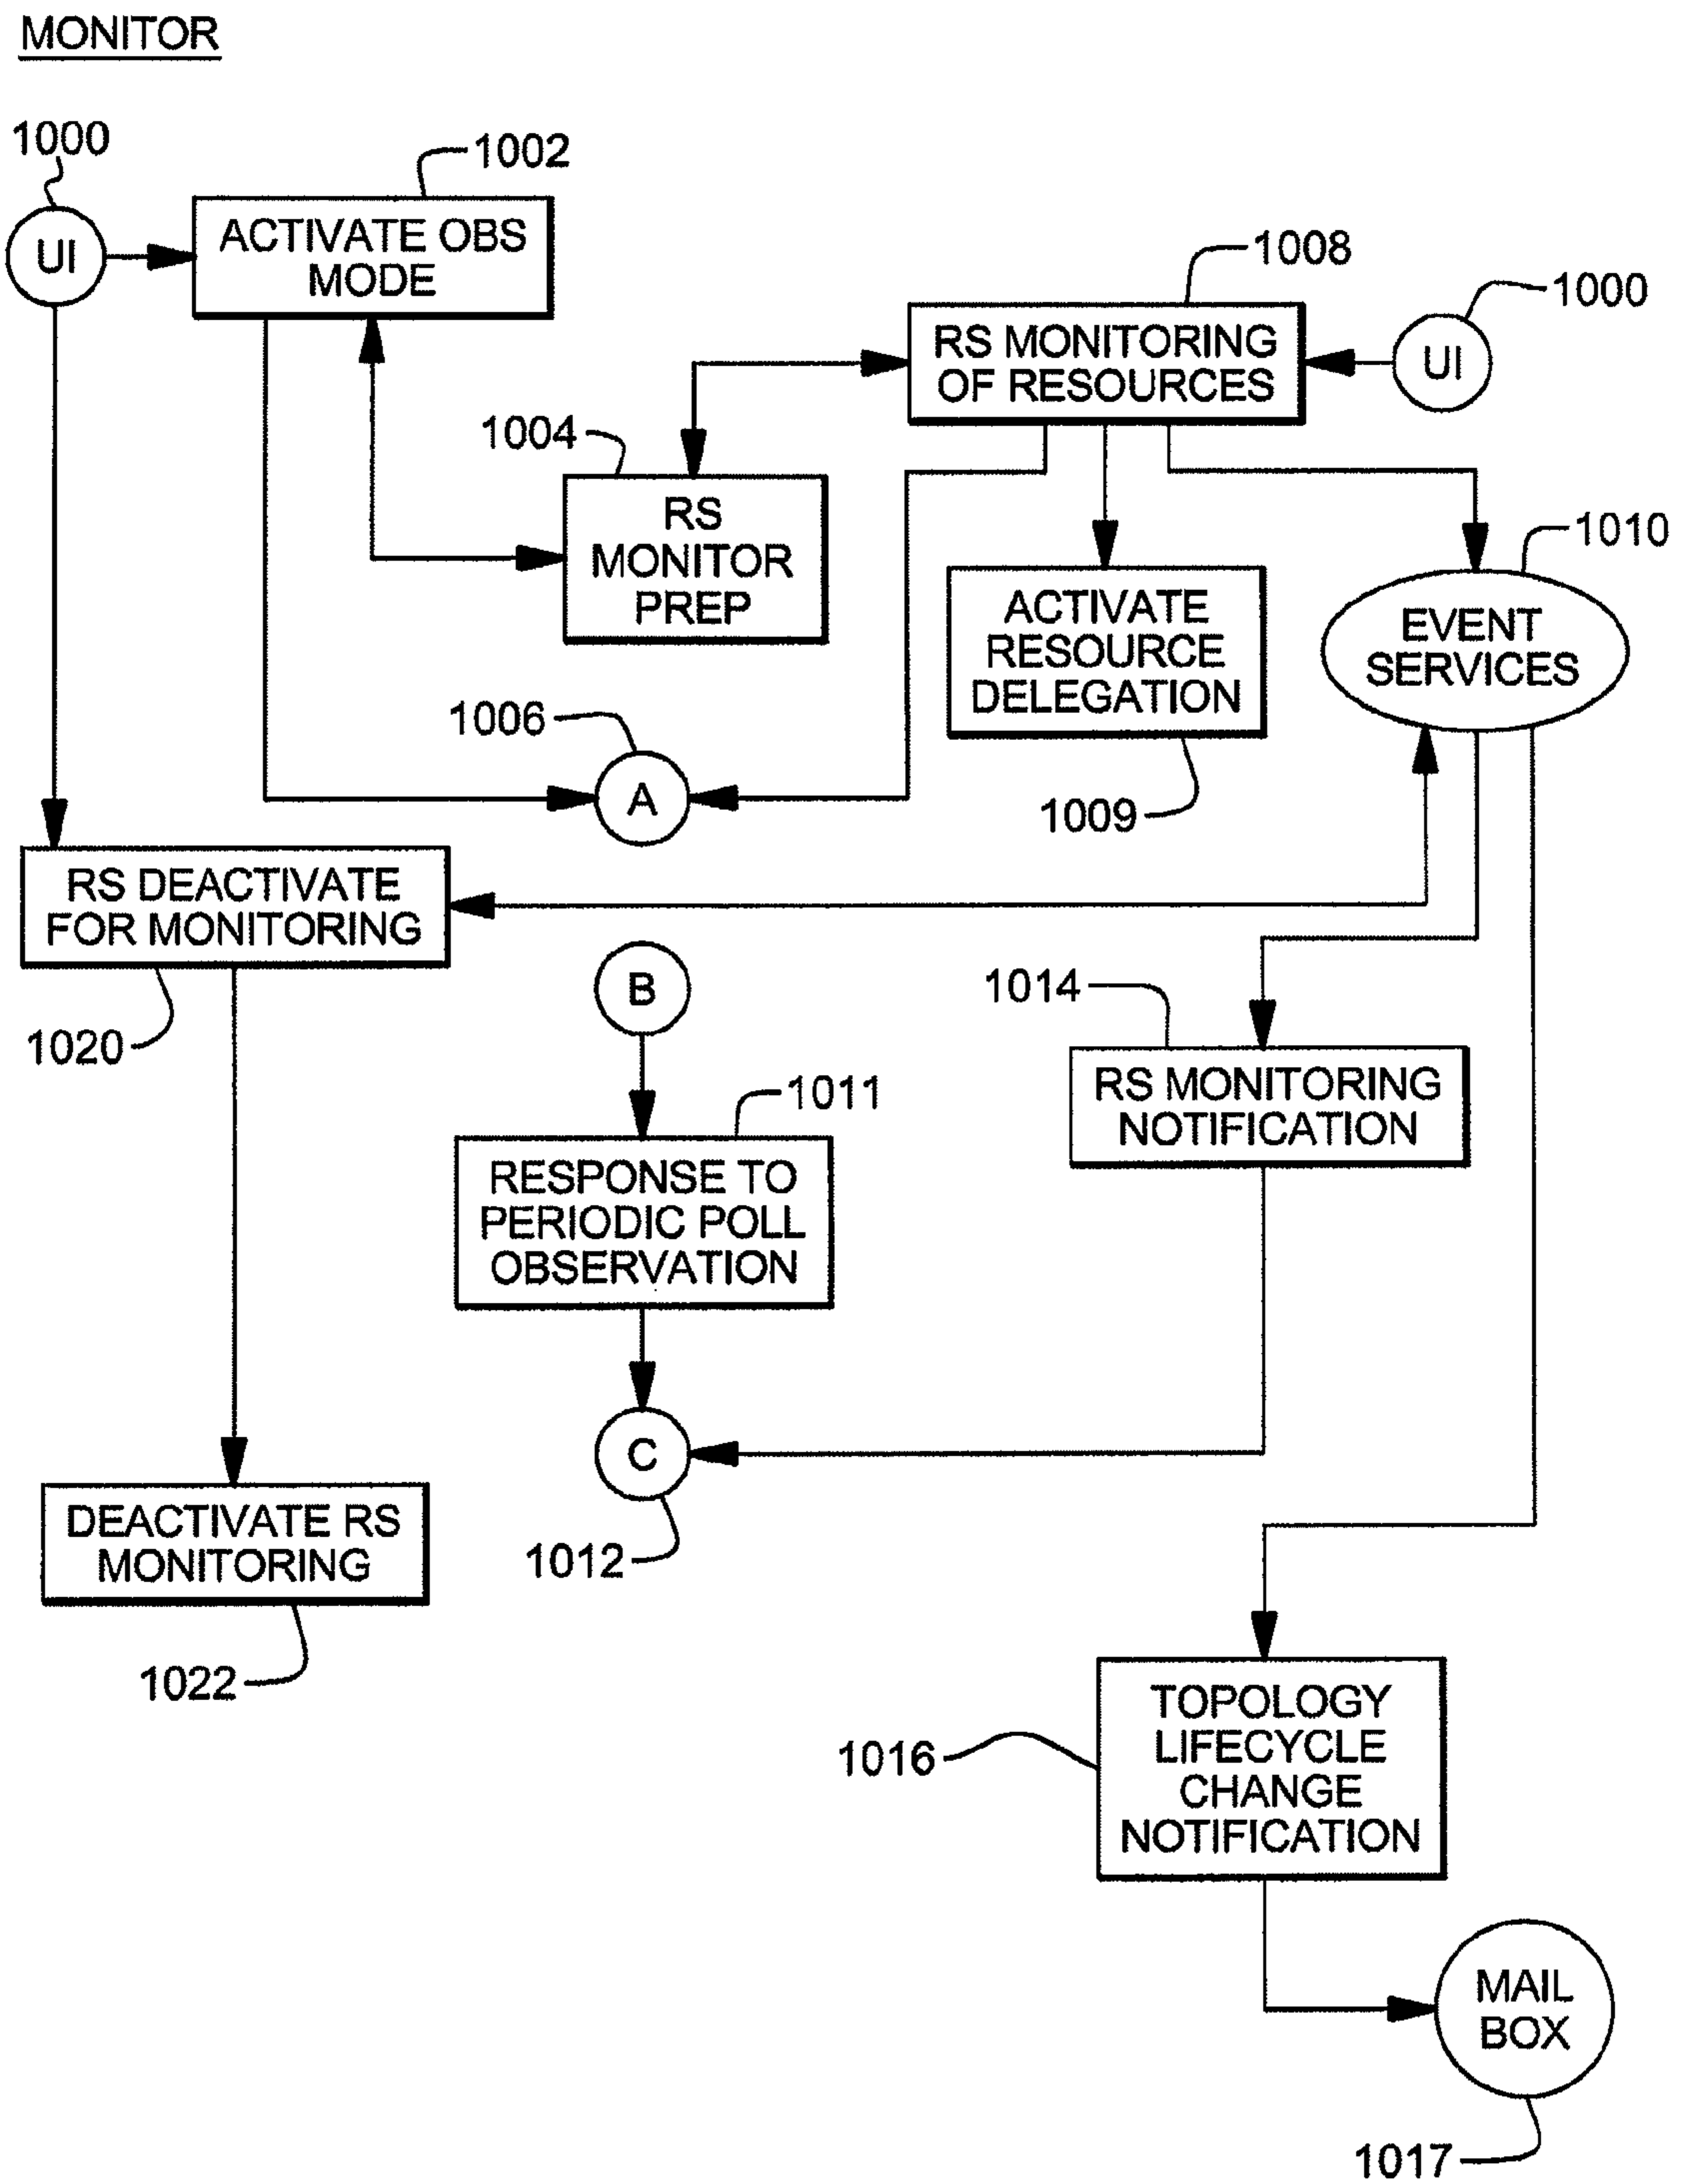 MONITOR
1000
1002
UI
ACTIVATE OBS
MODE
1008
1000
RS MONITORING
OF RESOURCES
UI
1004
RS
MONITOR
PREP
1010
EVENT
SERVICES
ACTIVATE
RESOURCE
DELEGATION
1006
A
1009
RS DEACTIVATE
FOR MONITORING
1020
B
1014
RS MONITORING
NOTIFICATION
1011
RESPONSE TO
PERIODIC POLL
OBSERVATION
C
1012
DEACTIVATE RS
MONITORING
1022
TOPOLOGY
LIFECYCLE
CHANGE
NOTIFICATION
1016
MAIL
BOX
1017